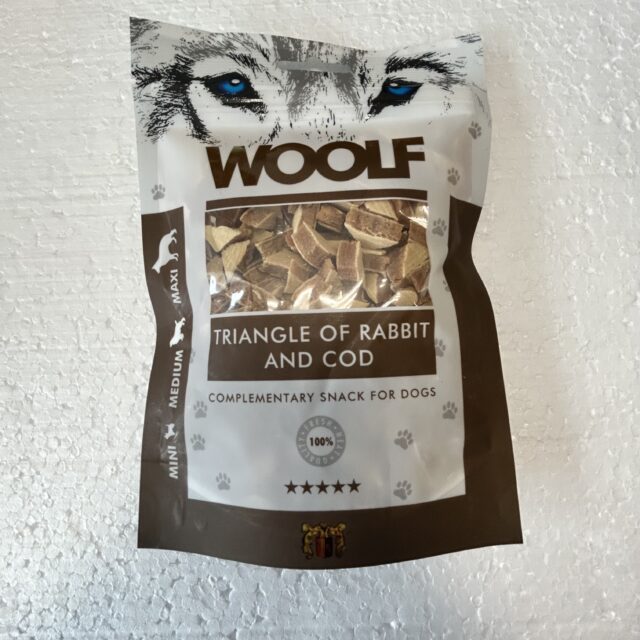 WOOLF
TRIANGLE OF RABBIT
AND COD
COMPLEMENTARY SNACK FOR DOGS
100%
MINI
MEDIUM
MAXI